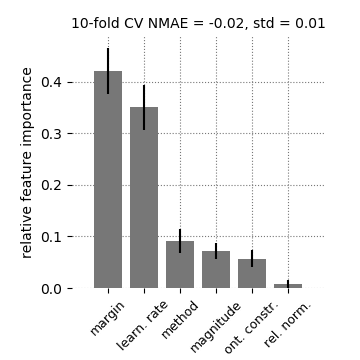 10-fold CV NMAE = -0.02, std = 0.01
relative feature importance
0.4
0.3
0.2
0.1
0.0
margin
learn. rate
method
magnitude
ont. constr.
rel. norm.